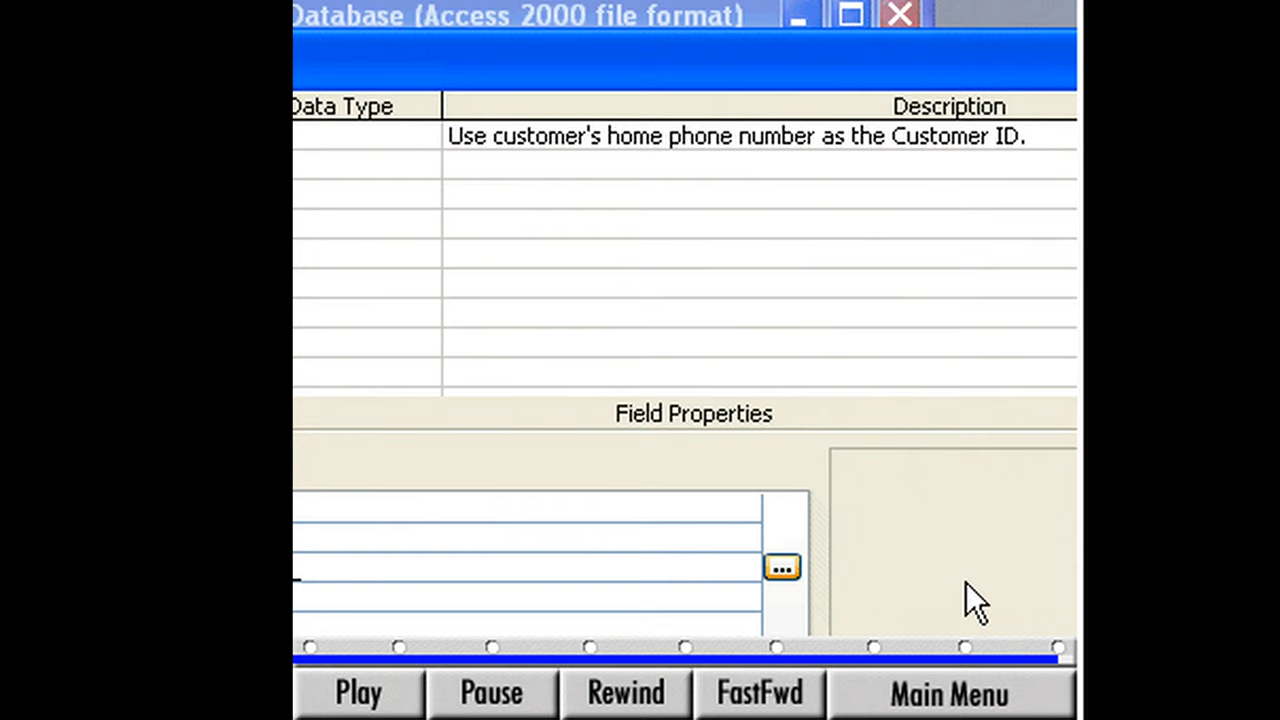 Database (Access 2000 file format)
Data Type Description
Use customer's home phone number as the Customer ID.
Field Properties
...
Play Pause Rewind FastFwd Main Menu